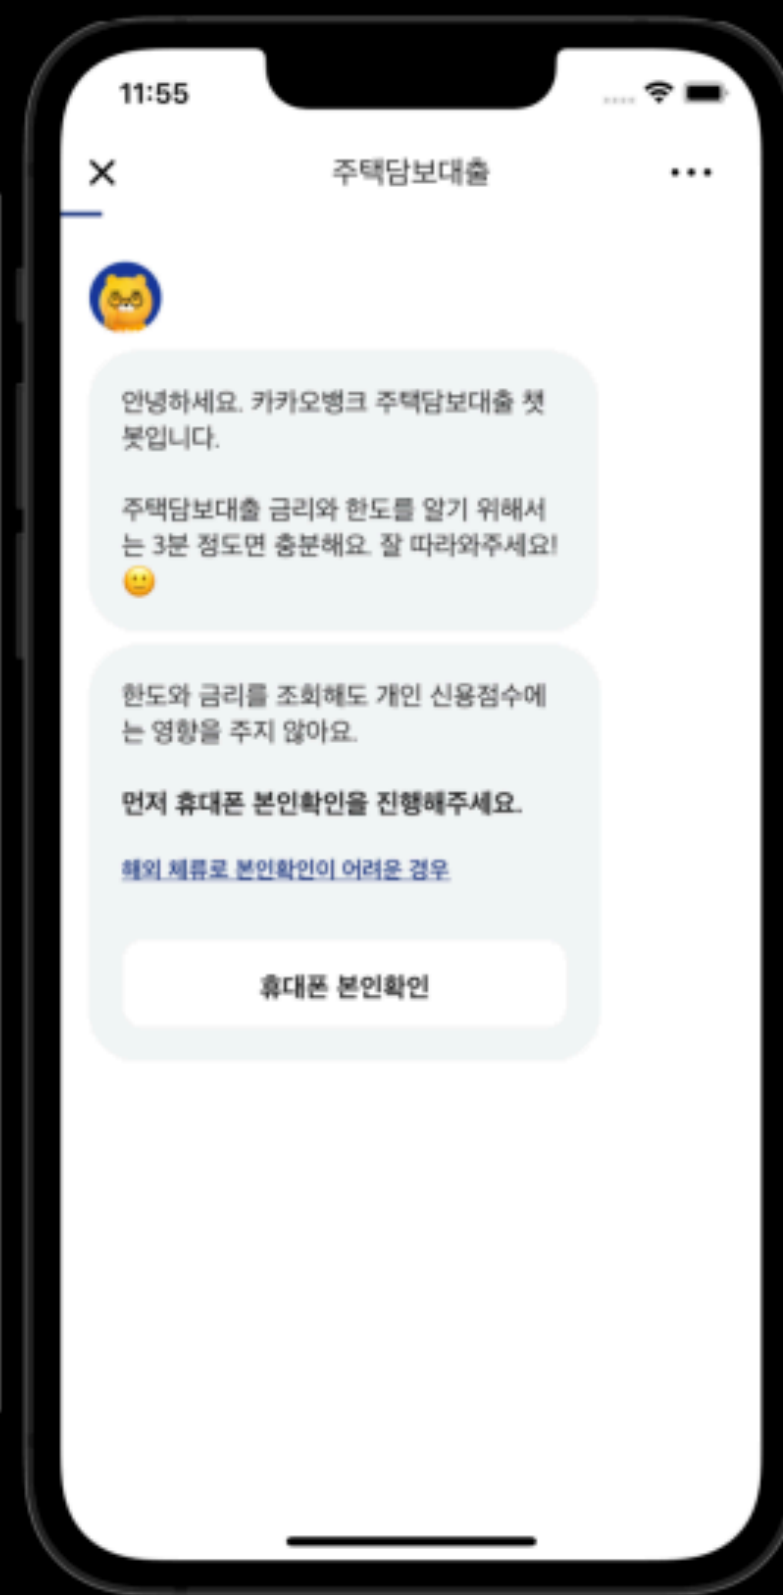 11:55
주택담보대출
안녕하세요. 카카오뱅크 주택담보대출 챗
봇입니다.
주택담보대출 금리와 한도를 알기 위해서
는 3분 정도면 충분해요. 잘 따라와주세요!
🙂
한도와 금리를 조회해도 개인 신용점수에
는 영향을 주지 않아요.
먼저 휴대폰 본인확인을 진행해주세요.
해외 체류로 본인확인이 어려운 경우
휴대폰 본인확인